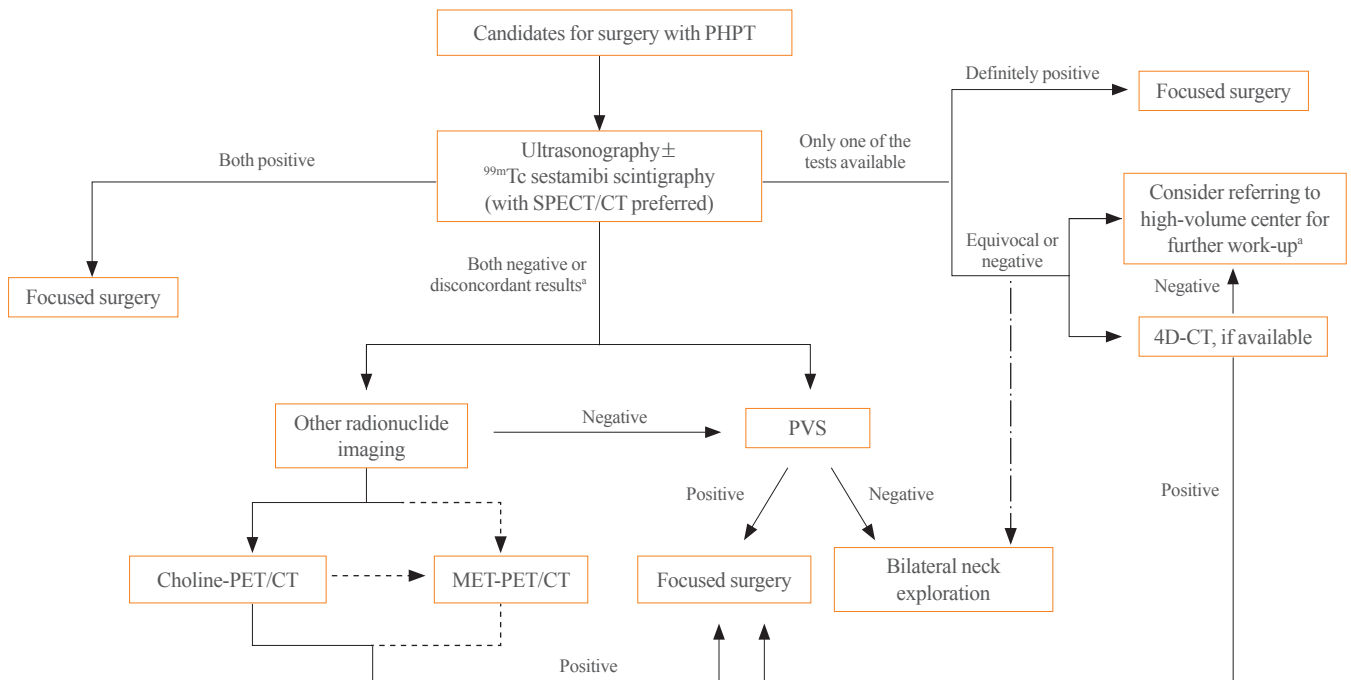 Candidates for surgery with PHPT
Definitely positive
Focused surgery
Both positive
Ultrasonography±
⁹⁹ᵐTc sestamibi scintigraphy
(with SPECT/CT preferred)
Only one of the
tests available
Consider referring to
high-volume center for
further work-upᵃ
Equivocal or
negative
Both negative or
disconcordant resultsᵃ
Focused surgery
Negative
4D-CT, if available
Other radionuclide
imaging
Negative
PVS
Positive
Negative
Positive
Choline-PET/CT
MET-PET/CT
Focused surgery
Bilateral neck
exploration
Positive